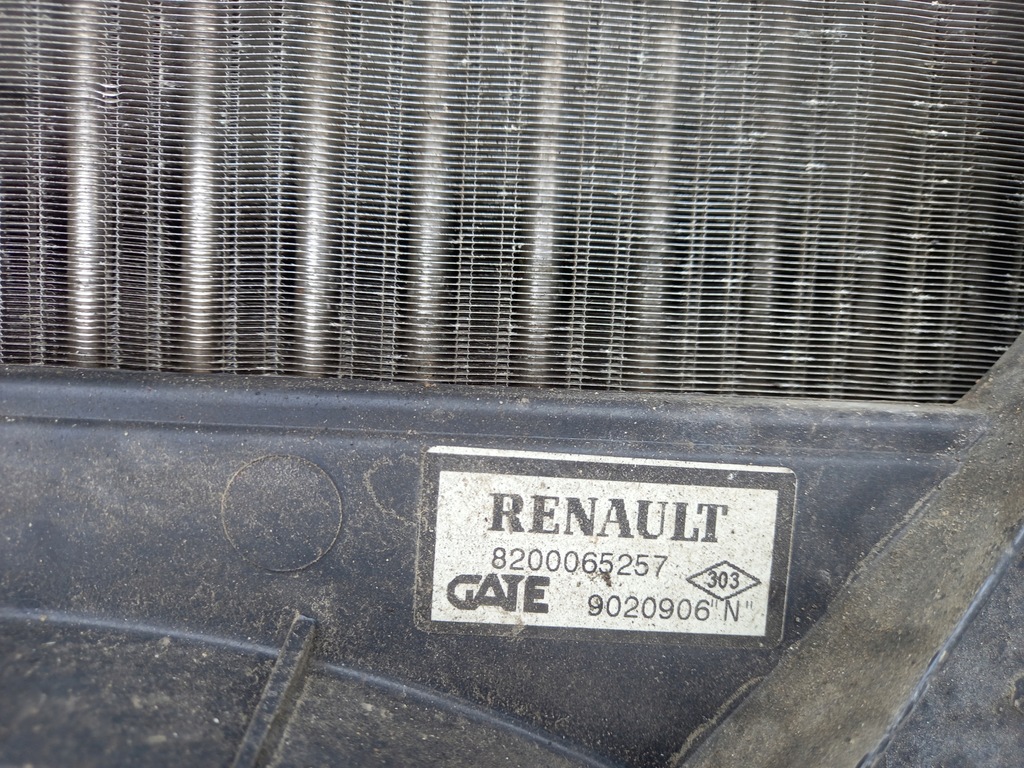 RENAULT
8200065257
303
GATE
9020906"N"